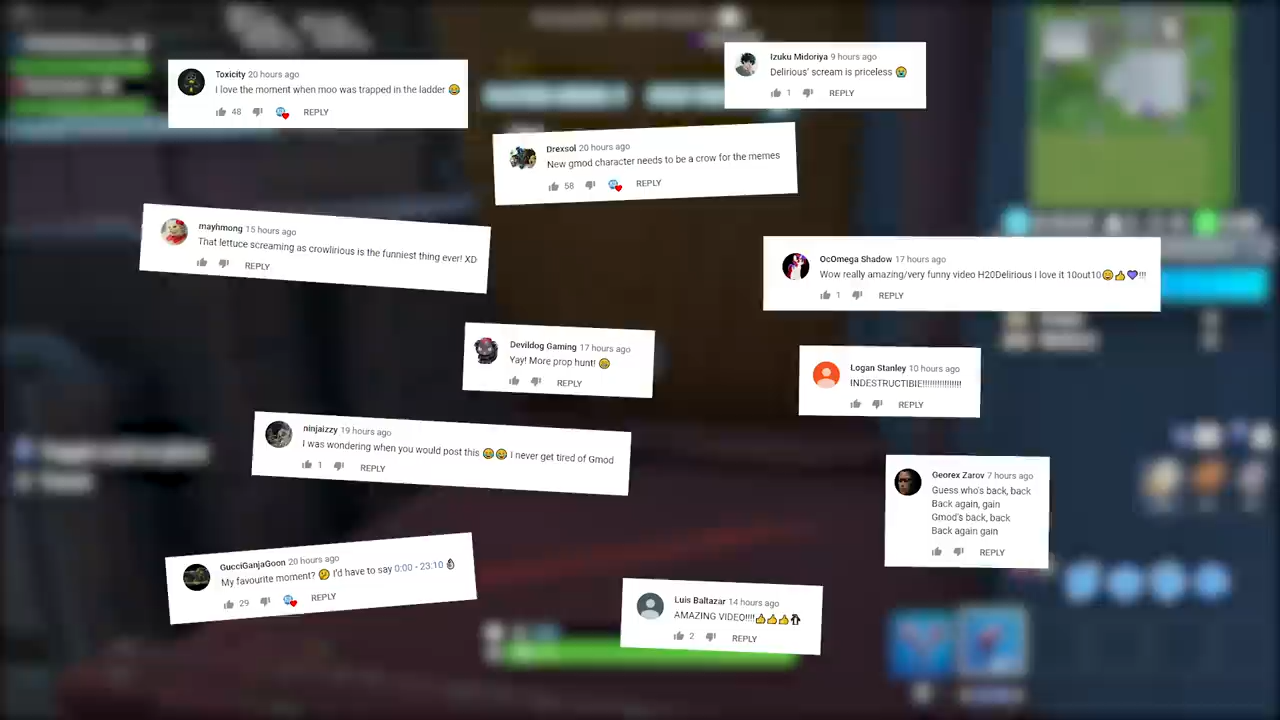 Toxicity 20 hours ago
I love the moment when moo was trapped in the ladder 😂
48 REPLY
Izuku Midoriya 9 hours ago
Delirious' scream is priceless 😭
1 REPLY
Drexsol 20 hours ago
New gmod character needs to be a crow for the memes
58 REPLY
mayhmong 15 hours ago
That lettuce screaming as crowlirious is the funniest thing ever! XD
REPLY
OcOmega Shadow 17 hours ago
Wow really amazing/very funny video H20Delirious I love it 10out10😀👍💜!!!
1 REPLY
Devildog Gaming 17 hours ago
Yay! More prop hunt! 😀
REPLY
Logan Stanley 10 hours ago
INDESTRUCTIBIE!!!!!!!!!!!!!!!!
REPLY
ninjaizzy 19 hours ago
I was wondering when you would post this 😂😂 I never get tired of Gmod
1 REPLY
Georex Zarov 7 hours ago
Guess who's back, back
Back again, gain
Gmod's back, back
Back again gain
REPLY
GucciGanjaGoon 20 hours ago
My favourite moment? 🤔 I'd have to say 0:00 - 23:10 👌
29 REPLY
Luis Baltazar 14 hours ago
AMAZING VIDEO!!!!👍👍👍
2 REPLY